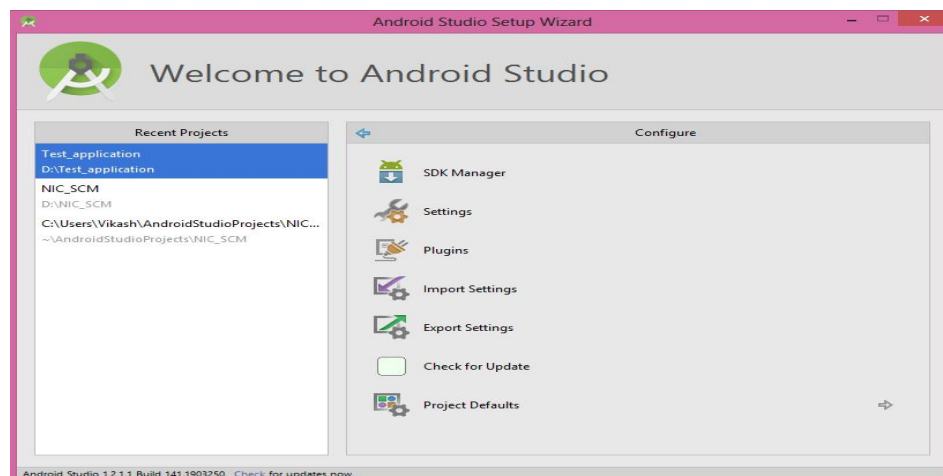 Android Studio Setup Wizard
Welcome to Android Studio
Recent Projects
Test_application
D:\Test_application
NIC_SCM
D:\NIC_SCM
C:\Users\Vikash\AndroidStudioProjects\NIC...
~\AndroidStudioProjects\NIC_SCM
Configure
SDK Manager
Settings
Plugins
Import Settings
Export Settings
Check for Update
Project Defaults
Android Studio 1.2.1.1 Build 141.1903250. Check for updates now.